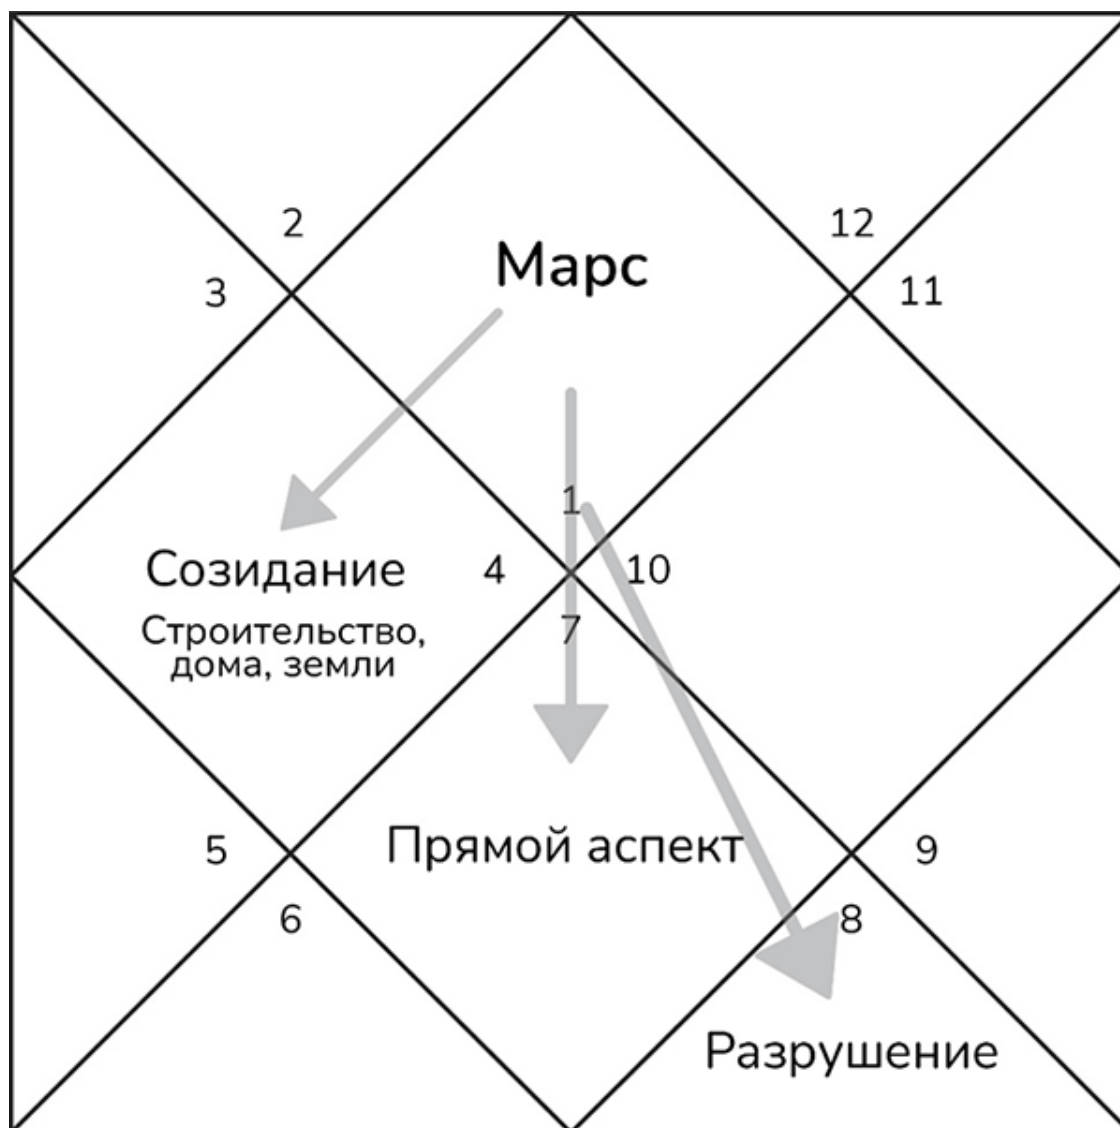 2
12
Марс
3
11
1
Созидание
4
10
Строительство,
дома, земли
7
Прямой аспект
5
9
6
8
Разрушение